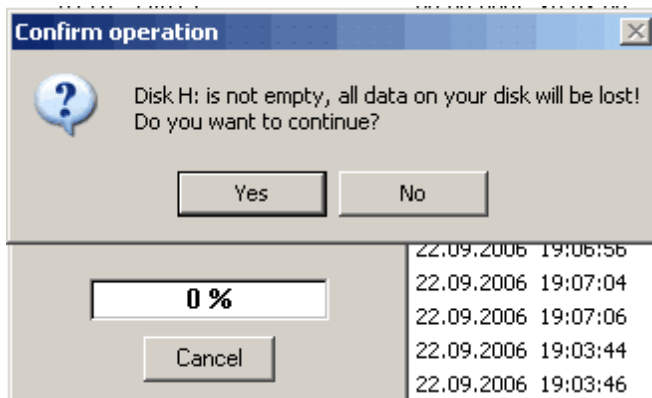 Confirm operation
Disk H: is not empty, all data on your disk will be lost!
Do you want to continue?
Yes
No
22.09.2006 19:06:56
0 %
22.09.2006 19:07:04
22.09.2006 19:07:06
Cancel
22.09.2006 19:03:44
22.09.2006 19:03:46